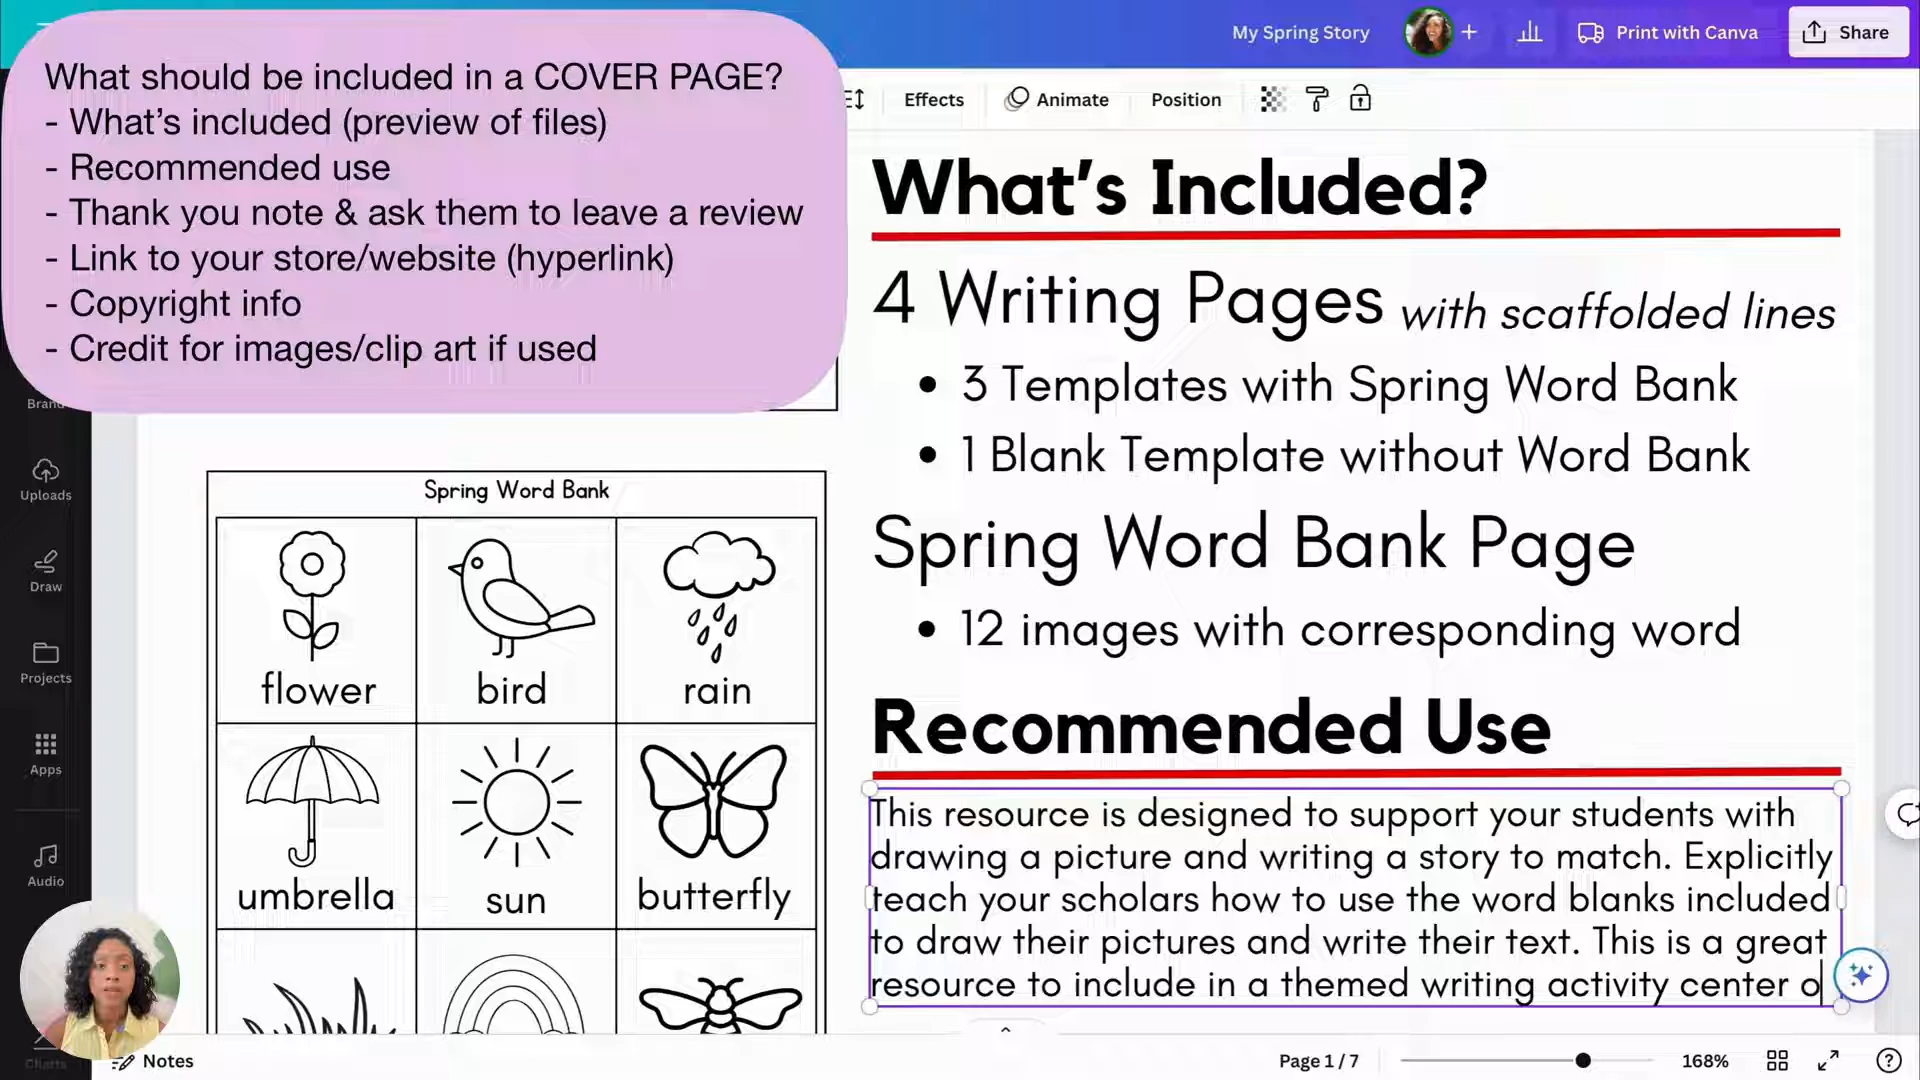 What should be included in a COVER PAGE?
- What's included (preview of files)
- Recommended use
- Thank you note & ask them to leave a review
- Link to your store/website (hyperlink)
- Copyright info
- Credit for images/clip art if used
My Spring Story
Print with Canva
Share
Effects
Animate
Position
Brand
Uploads
Draw
Projects
Apps
Audio
Charts
Spring Word Bank
flower
bird
rain
umbrella
sun
butterfly
What's Included?
4 Writing Pages with scaffolded lines
• 3 Templates with Spring Word Bank
• 1 Blank Template without Word Bank
Spring Word Bank Page
• 12 images with corresponding word
Recommended Use
This resource is designed to support your students with
drawing a picture and writing a story to match. Explicitly
teach your scholars how to use the word blanks included
to draw their pictures and write their text. This is a great
resource to include in a themed writing activity center o
Notes
Page 1 / 7
168%